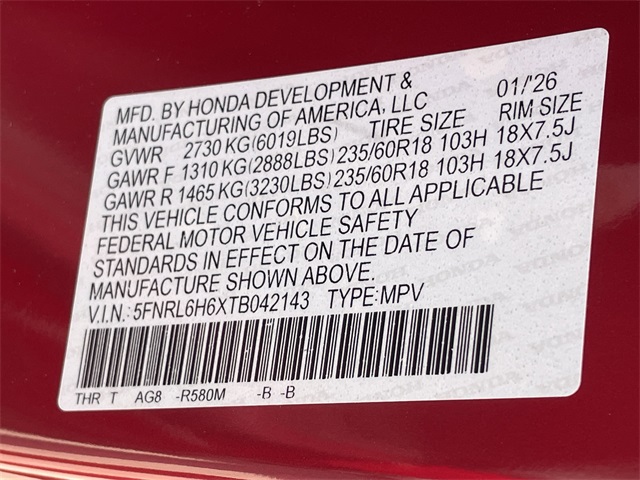 MFD. BY HONDA DEVELOPMENT & 01/'26
MANUFACTURING OF AMERICA, LLC
GVWR 2730 KG(6019LBS) TIRE SIZE RIM SIZE
GAWR F 1310 KG(2888LBS) 235/60R18 103H 18X7.5J
GAWR R 1465 KG(3230LBS) 235/60R18 103H 18X7.5J
THIS VEHICLE CONFORMS TO ALL APPLICABLE
FEDERAL MOTOR VEHICLE SAFETY
STANDARDS IN EFFECT ON THE DATE OF
MANUFACTURE SHOWN ABOVE.
V.I.N.: 5FNRL6H6XTB042143 TYPE:MPV
THR T AG8 -R580M -B -B